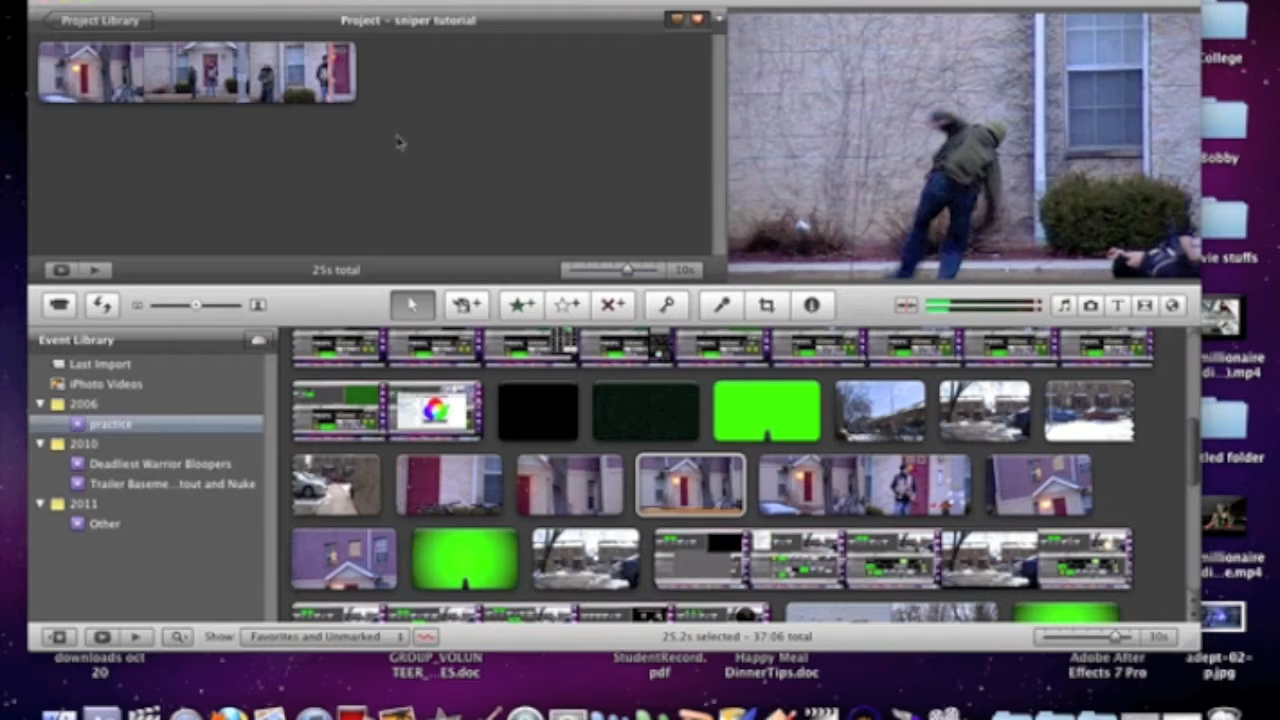 Project Library
Project - sniper tutorial
25s total
10s
Event Library
Last Import
iPhoto Videos
2006
practice
2010
Deadliest Warrior Bloopers
Trailer Baseme...tout and Nuke
2011
Other
Show: Favorites and Unmarked
25.2s selected - 37:06 total
30s
College
Bobby
vie stuffs
millionaire
di...).mp4
tled folder
millionaire
di...e.mp4
downloads oct
20
GROUP_VOLUN
TEER_...ES.doc
StudentRecord.
pdf
Happy Meal
DinnerTips.doc
Adobe After
Effects 7 Pro
adept-02-
p.jpg